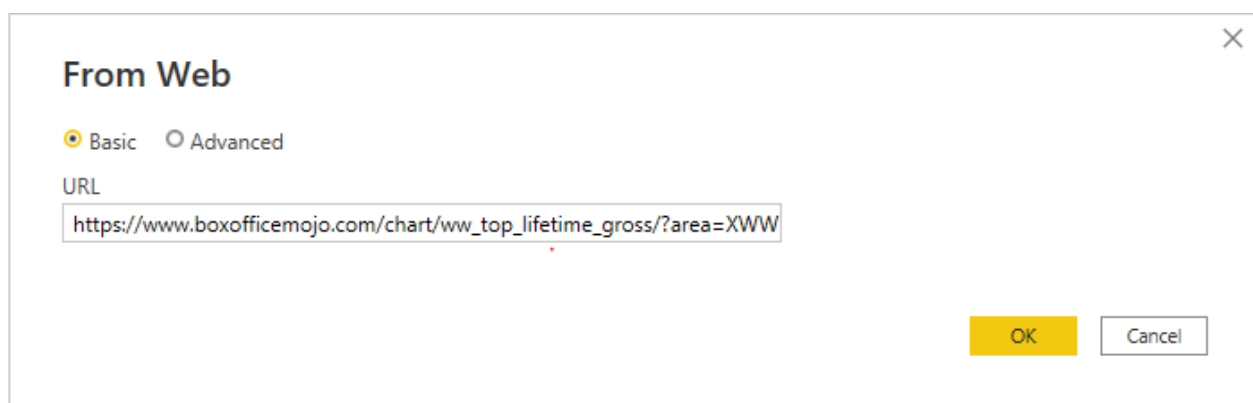 From Web
Basic Advanced
URL
https://www.boxofficemojo.com/chart/ww_top_lifetime_gross/?area=XWW
OK Cancel